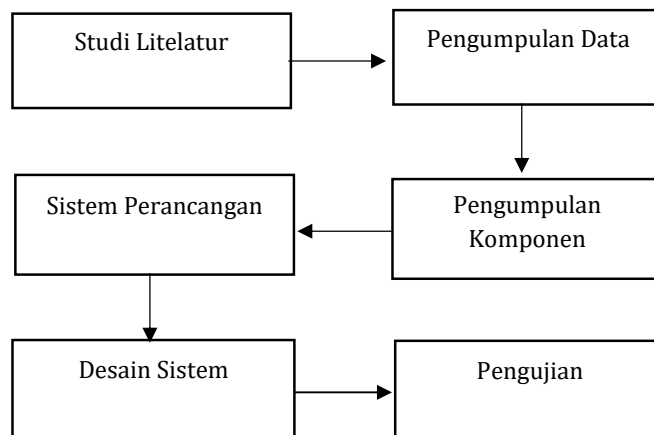 Studi Litelatur
Pengumpulan Data
Sistem Perancangan
Pengumpulan
Komponen
Desain Sistem
Pengujian